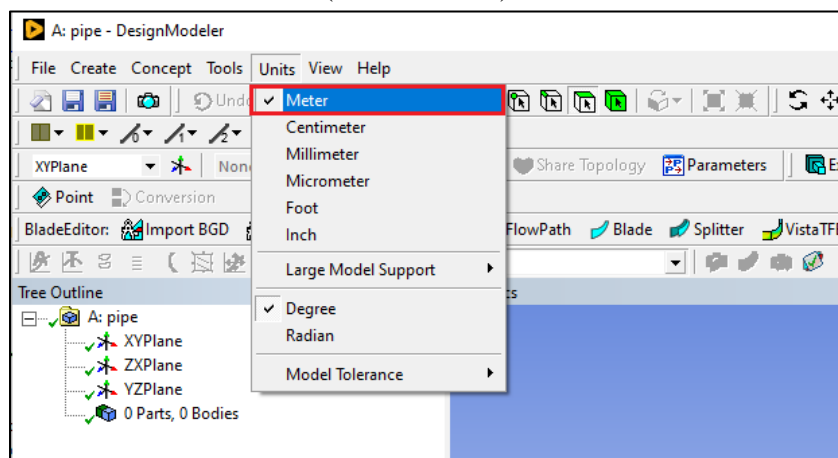 A: pipe - DesignModeler
File Create Concept Tools Units View Help
Meter
Centimeter
Millimeter
Micrometer
Foot
Inch
Large Model Support
Degree
Radian
Model Tolerance
XYPlane
Share Topology Parameters
Point Conversion
BladeEditor: Import BGD FlowPath Blade Splitter
Tree Outline
A: pipe
XYPlane
ZXPlane
YZPlane
0 Parts, 0 Bodies